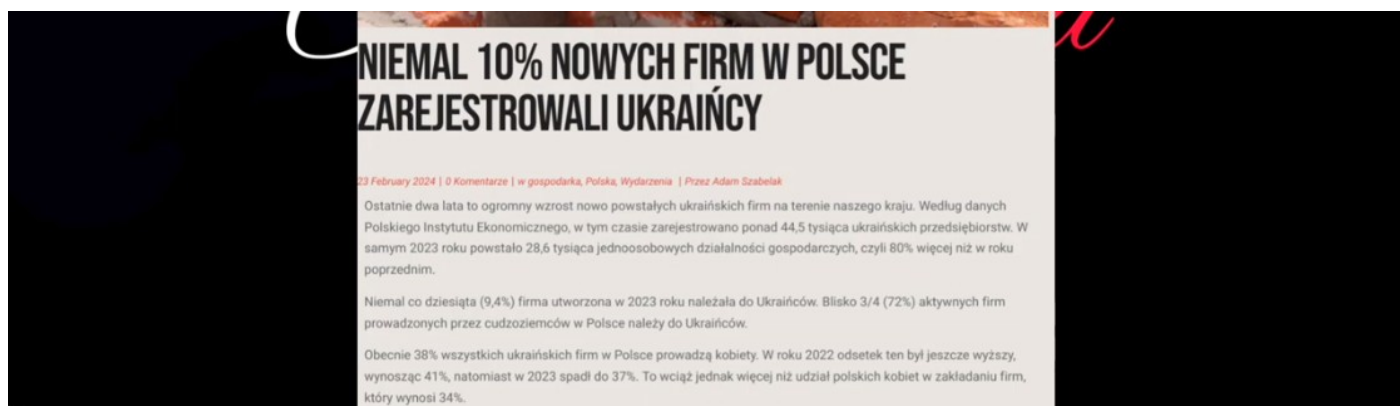 NIEMAL 10% NOWYCH FIRM W POLSCE
ZAREJESTROWALI UKRAIŃCY
23 February 2024 | 0 Komentarze | w gospodarka, Polska, Wydarzenia | Przez Adam Szabelak
Ostatnie dwa lata to ogromny wzrost nowo powstałych ukraińskich firm na terenie naszego kraju. Według danych
Polskiego Instytutu Ekonomicznego, w tym czasie zarejestrowano ponad 44,5 tysiąca ukraińskich przedsiębiorstw. W
samym 2023 roku powstało 28,6 tysiąca jednoosobowych działalności gospodarczych, czyli 80% więcej niż w roku
poprzednim.
Niemal co dziesiąta (9,4%) firma utworzona w 2023 roku należała do Ukraińców. Blisko 3/4 (72%) aktywnych firm
prowadzonych przez cudzoziemców w Polsce należy do Ukraińców.
Obecnie 38% wszystkich ukraińskich firm w Polsce prowadzą kobiety. W roku 2022 odsetek ten był jeszcze wyższy,
wynosząc 41%, natomiast w 2023 spadł do 37%. To wciąż jednak więcej niż udział polskich kobiet w zakładaniu firm,
który wynosi 34%.